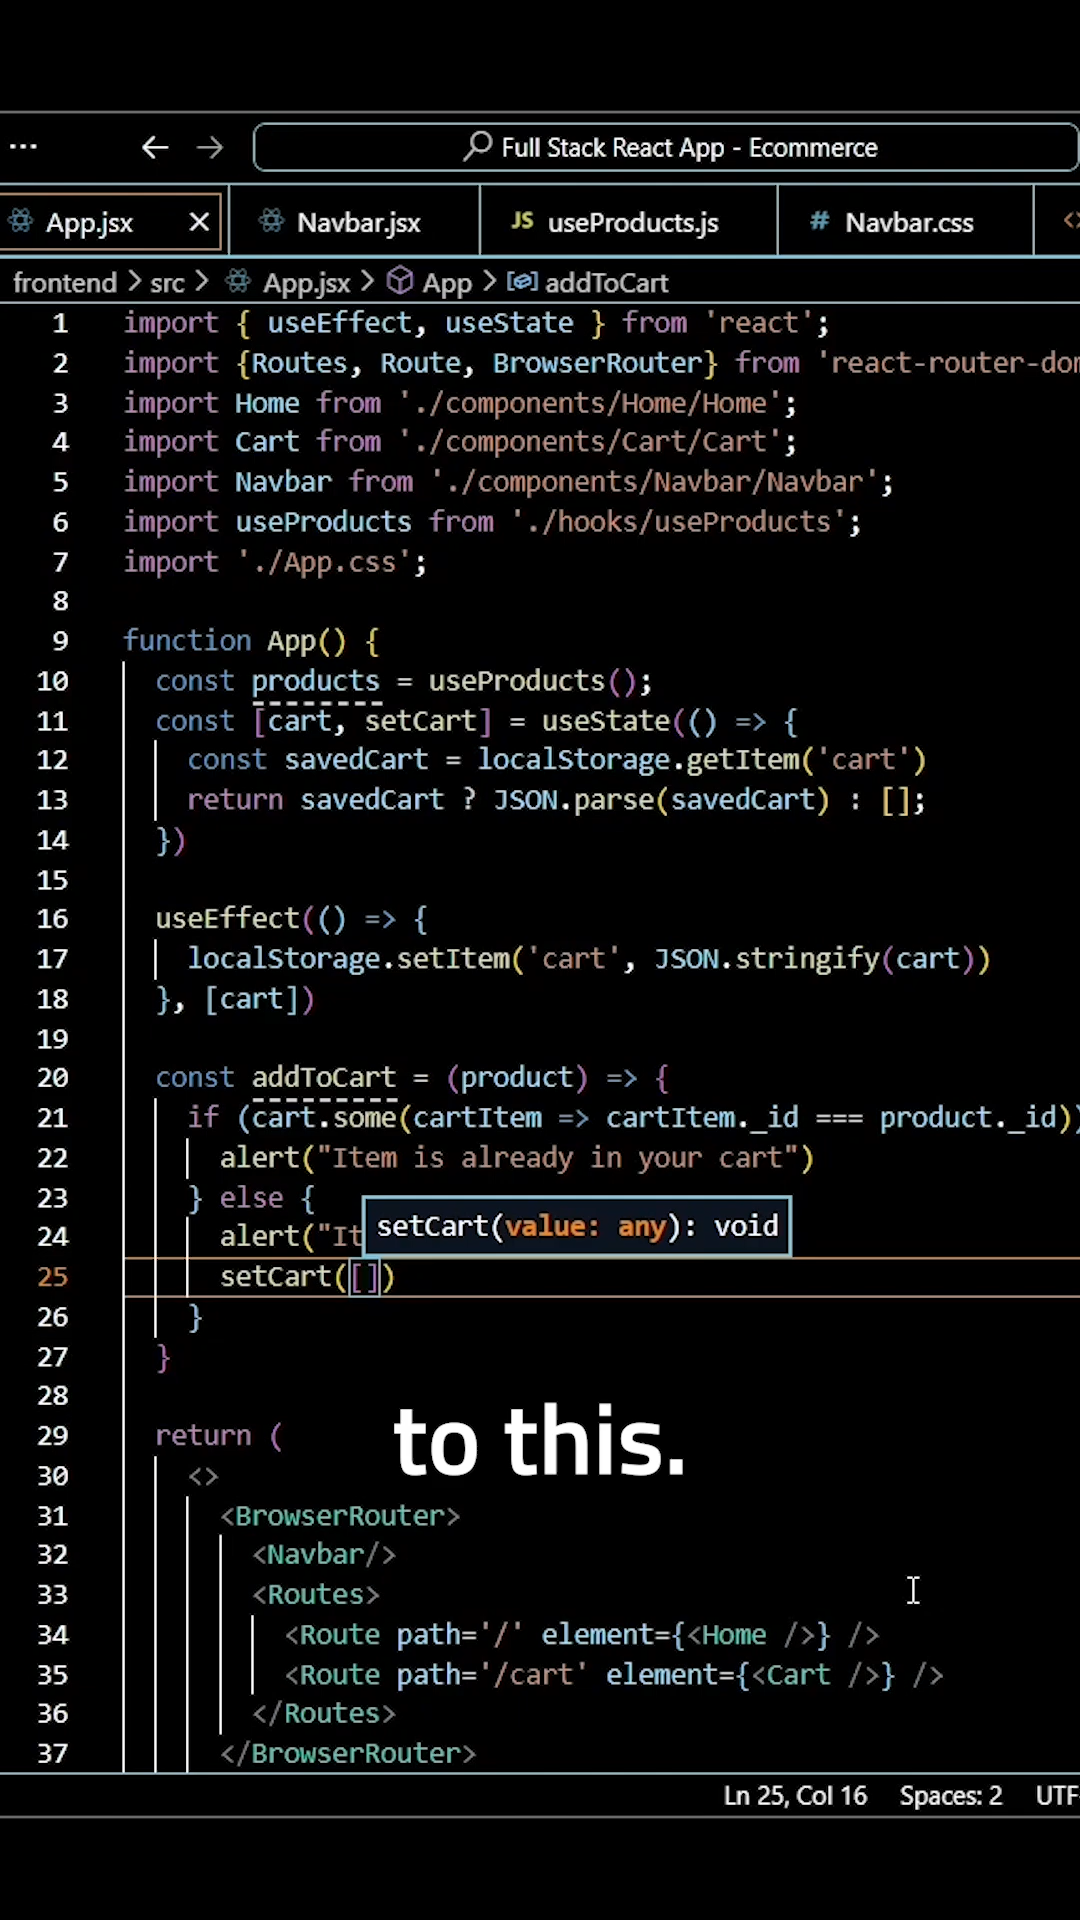 Full Stack React App - Ecommerce
App.jsx Navbar.jsx JS useProducts.js # Navbar.css
frontend > src > App.jsx > App > addToCart
1 import { useEffect, useState } from 'react';
2 import {Routes, Route, BrowserRouter} from 'react-router-dom
3 import Home from './components/Home/Home';
4 import Cart from './components/Cart/Cart';
5 import Navbar from './components/Navbar/Navbar';
6 import useProducts from './hooks/useProducts';
7 import './App.css';
8
9 function App() {
10 const products = useProducts();
11 const [cart, setCart] = useState(() => {
12 const savedCart = localStorage.getItem('cart')
13 return savedCart ? JSON.parse(savedCart) : [];
14 })
15
16 useEffect(() => {
17 localStorage.setItem('cart', JSON.stringify(cart))
18 }, [cart])
19
20 const addToCart = (product) => {
21 if (cart.some(cartItem => cartItem._id === product._id))
22 alert("Item is already in your cart")
23 } else {
24 alert("It
setCart(value: any): void
25 setCart([])
26 }
27 }
28
29 return (
to this.
30 <>
31 <BrowserRouter>
32 <Navbar/>
33 <Routes>
34 <Route path='/' element={<Home />} />
35 <Route path='/cart' element={<Cart />} />
36 </Routes>
37 </BrowserRouter>
Ln 25, Col 16 Spaces: 2 UTF-